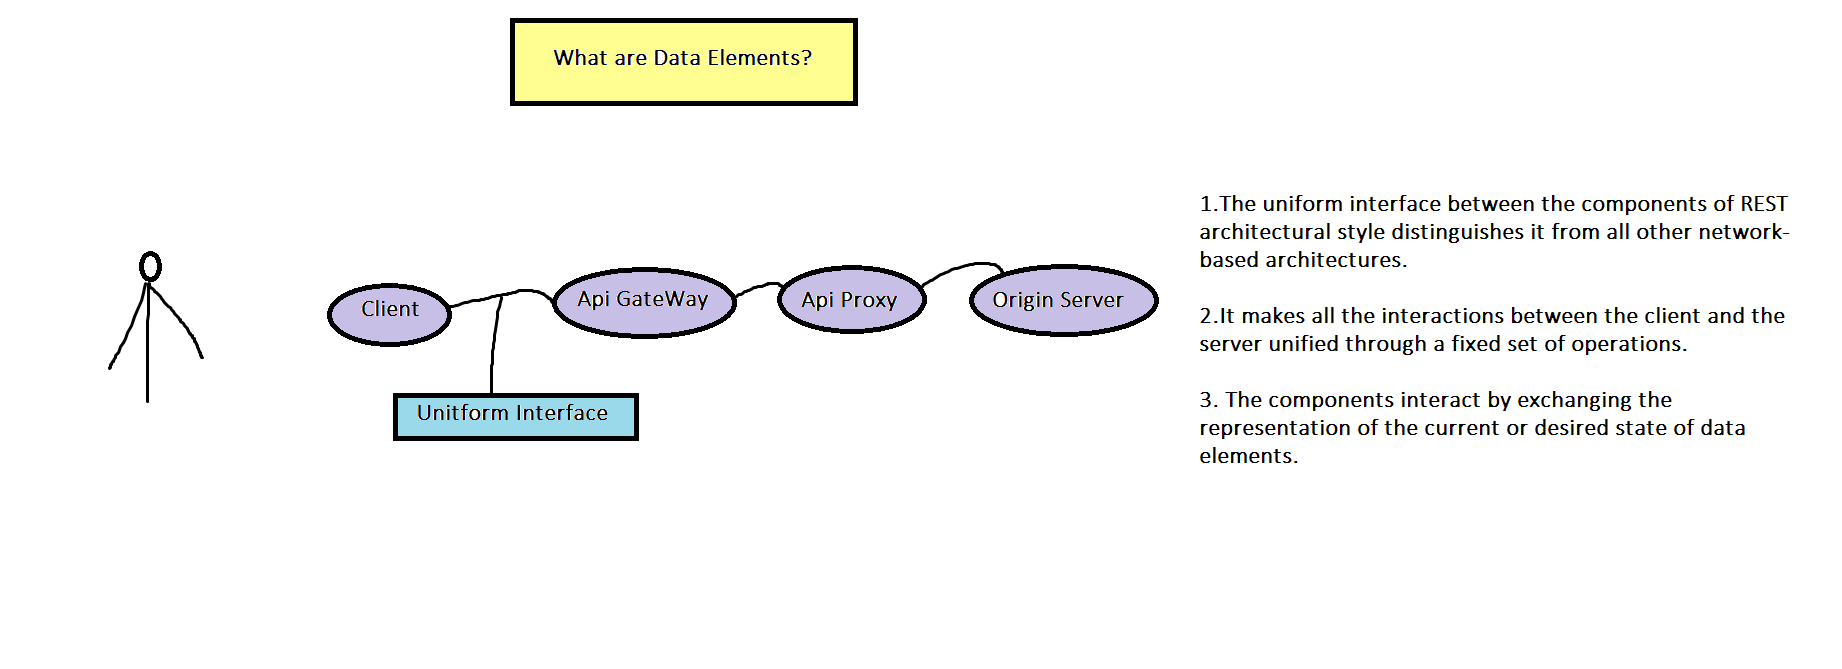 What are Data Elements?
1.The uniform interface between the components of REST
architectural style distinguishes it from all other network-
based architectures.
Client
Api GateWay
Api Proxy
Origin Server
2.It makes all the interactions between the client and the
server unified through a fixed set of operations.
Unitform Interface
3. The components interact by exchanging the
representation of the current or desired state of data
elements.